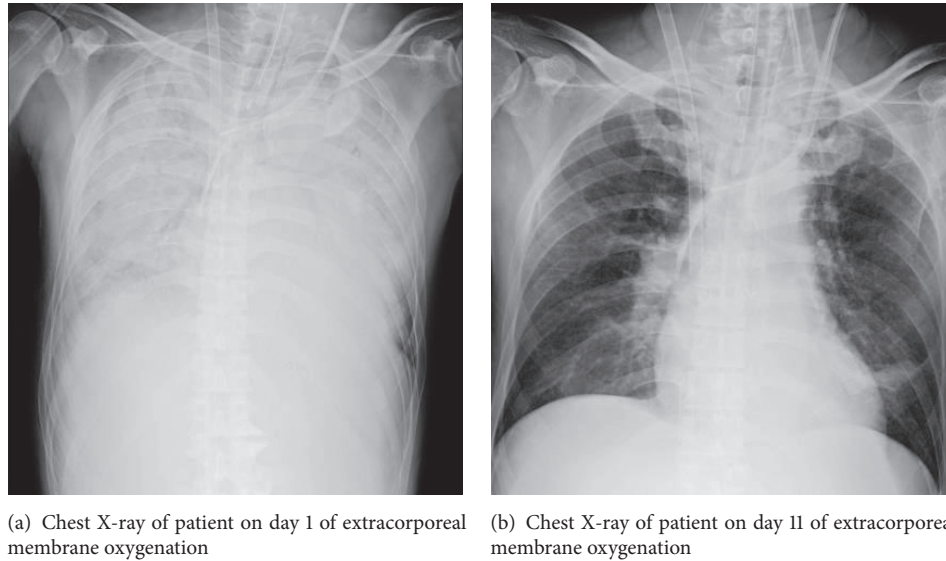 (a) Chest X-ray of patient on day 1 of extracorporeal
membrane oxygenation
(b) Chest X-ray of patient on day 11 of extracorporea
membrane oxygenation